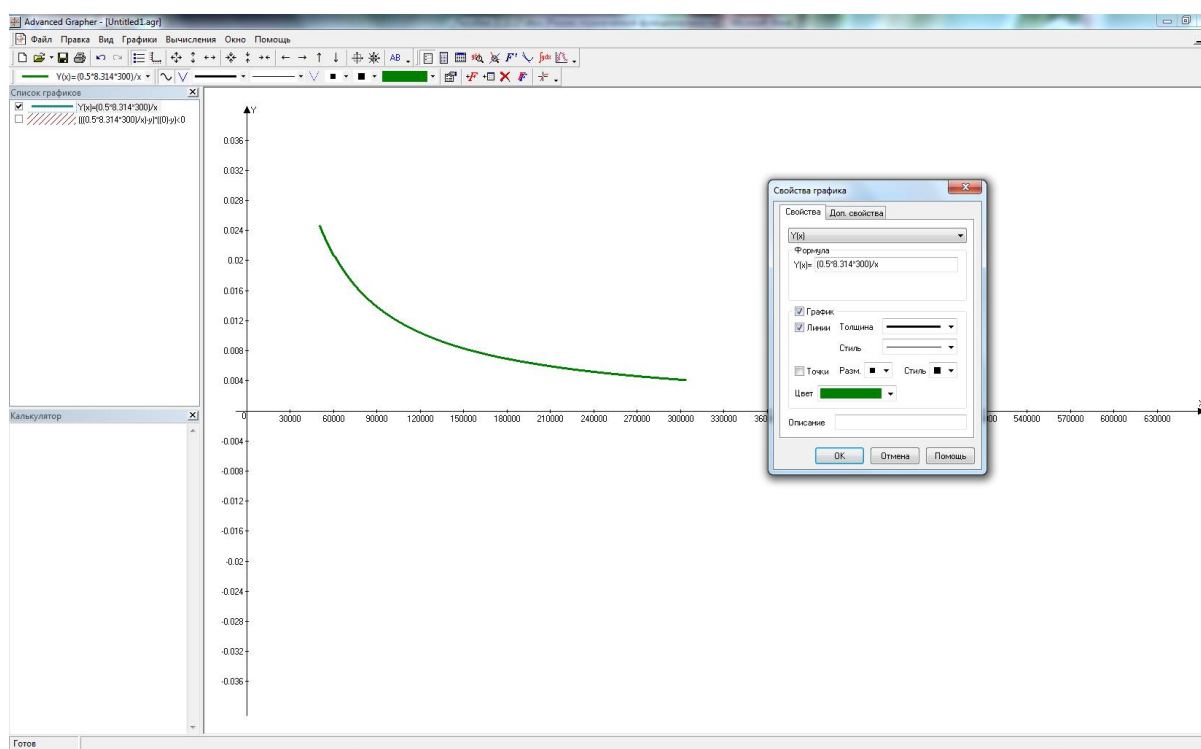 Advanced Grapher - [Untitled1.agr]
Файл Правка Вид Графики Вычисления Окно Помощь
Y(x)=(0.5*8.314*300)/x
Список графиков
Y(x)=(0.5*8.314*300)/x
(((0.5*8.314*300)/x)-y)*((0)-y)<0
Калькулятор
Y
0.036
0.032
0.028
0.024
0.02
0.016
0.012
0.008
0.004
0 30000 60000 90000 120000 150000 180000 210000 240000 270000 300000 330000 540000 570000 600000 630000
-0.004
-0.008
-0.012
-0.016
-0.02
-0.024
-0.028
-0.032
-0.036
Свойства графика
Свойства Доп. свойства
Y(x)
Формула
Y(x)= (0.5*8.314*300)/x
График
Линии Толщина
Стиль
Точки Разм. Стиль
Цвет
Описание
OK Отмена Помощь
Готов